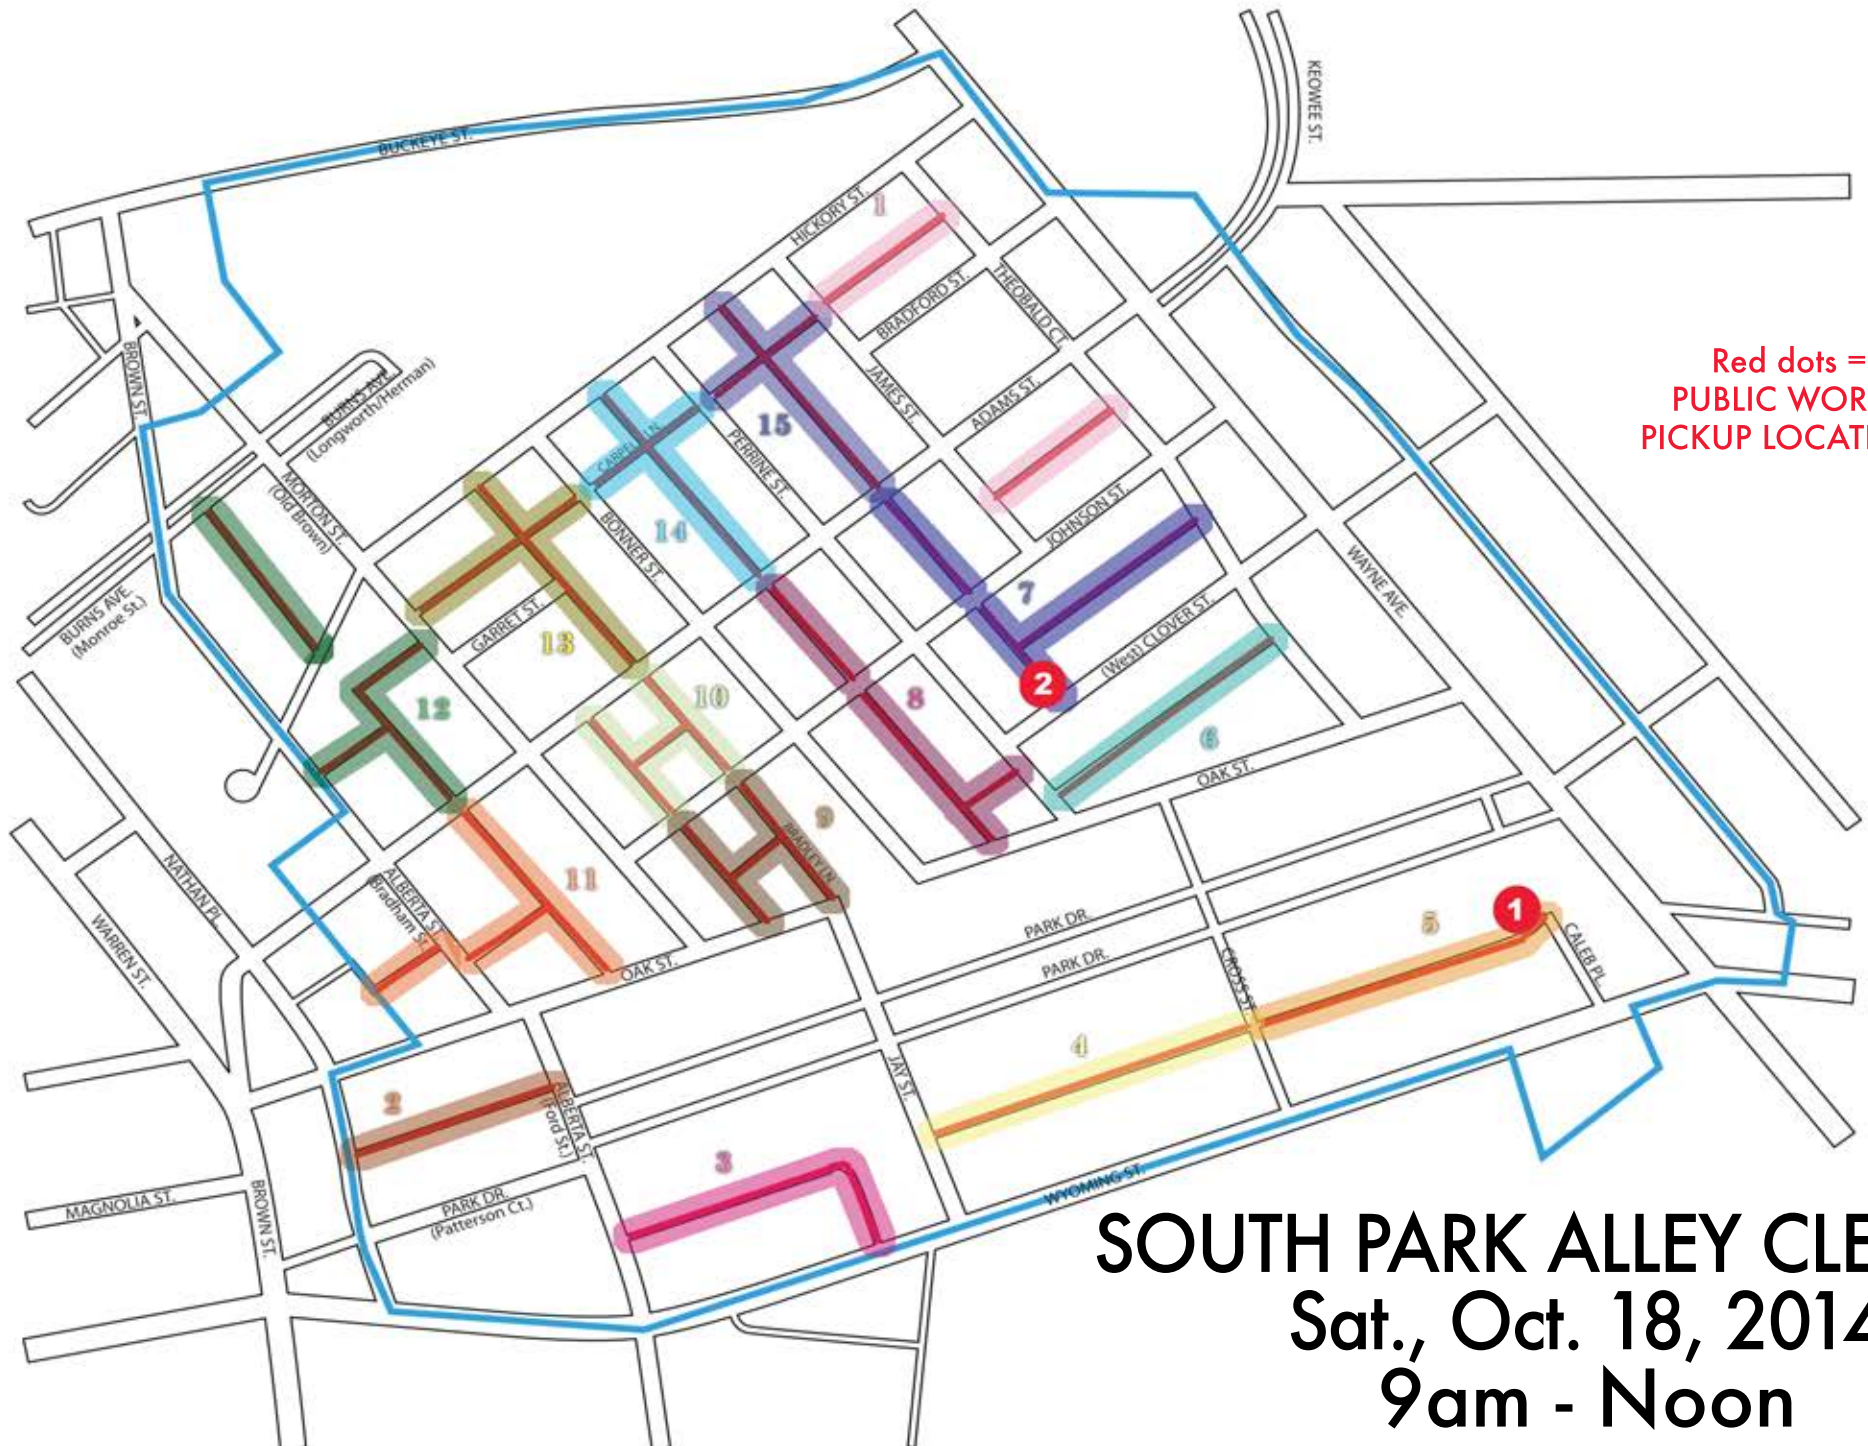 KEOWEE ST.
BUCKEYE ST.
HICKORY ST.
1
BRADFORD ST.
THEOBALD CT.
BROWN ST.
BURNS AVE.
(Longworth/Herman)
JAMES ST.
ADAMS ST.
Red dots =
PUBLIC WOR
PICKUP LOCATI
15
PERRINE ST.
MORTON ST.
(Old Brown)
14
BONNER ST.
JOHNSON ST.
WAYNE AVE.
BURNS AVE.
(Monroe St.)
GARRET ST.
13
7
(West) CLOVER ST.
2
12
10
8
6
OAK ST.
9
BRADLEY LN.
NATHAN PL.
WARREN ST.
ALBERTA ST.
(Bradham St.)
11
OAK ST.
PARK DR.
PARK DR.
CROSS ST.
5
1
CALEB PL.
4
JAY ST.
2
ALBERTA ST.
(Ford St.)
3
MAGNOLIA ST.
BROWN ST.
PARK DR.
(Patterson Ct.)
WYOMING ST.
SOUTH PARK ALLEY CLE
Sat., Oct. 18, 2014
9am - Noon